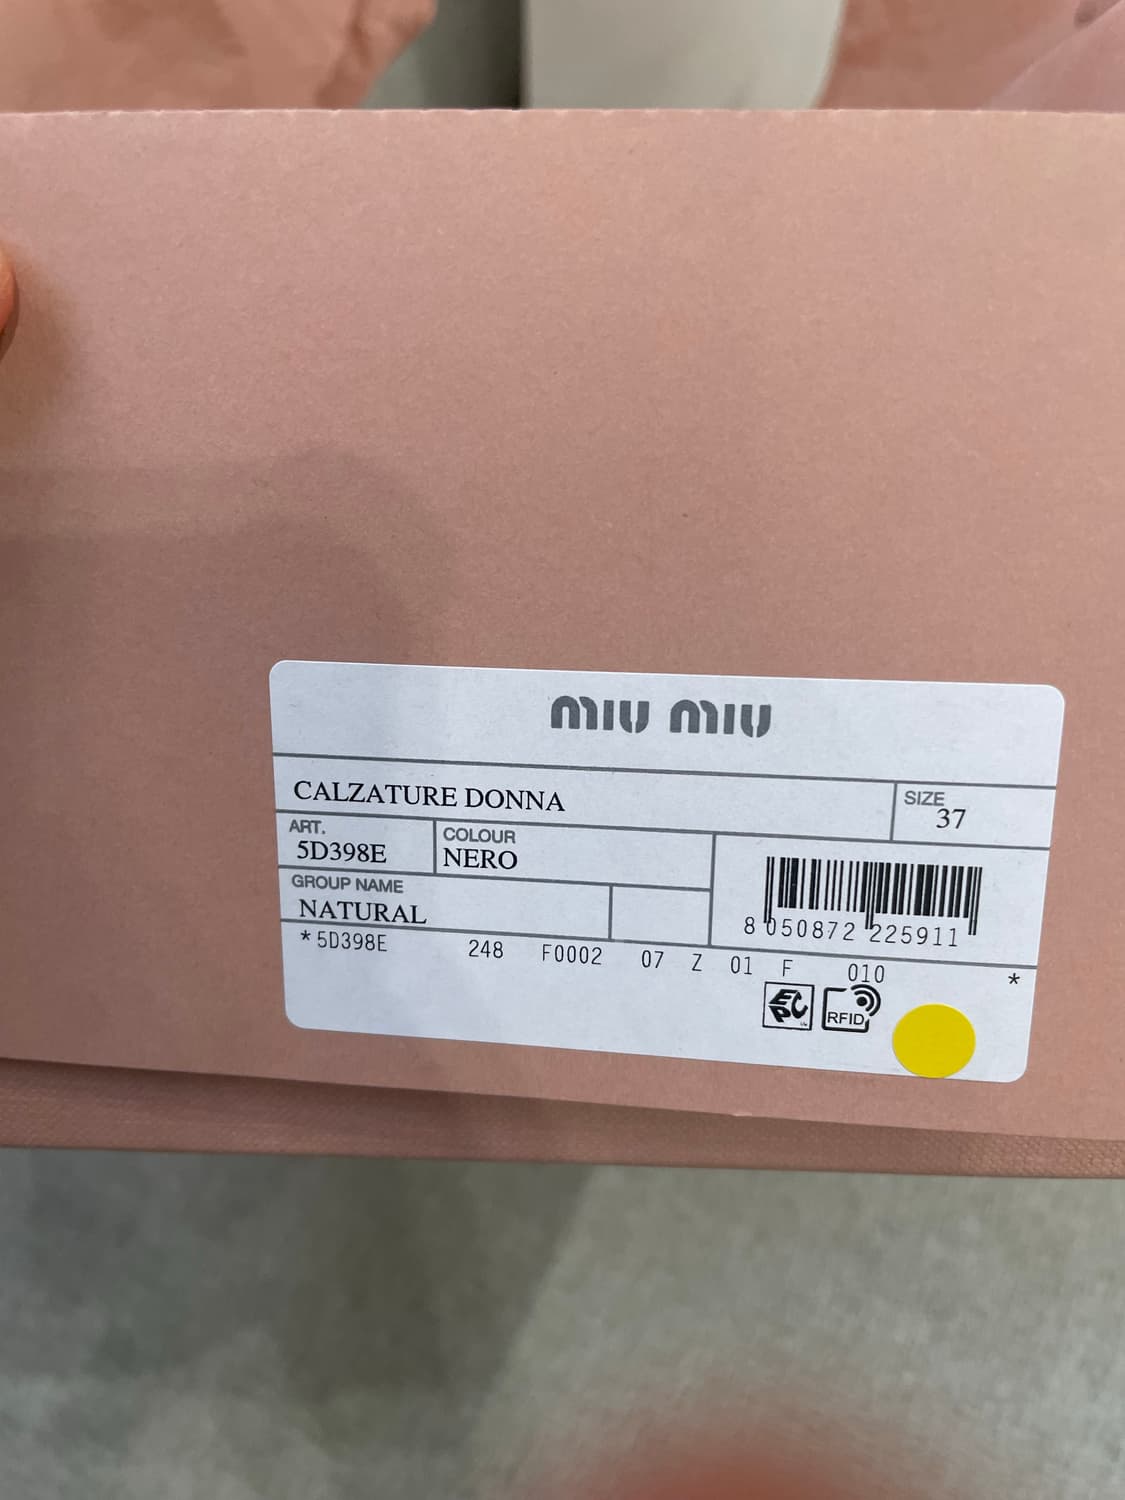 miu miu
CALZATURE DONNA
SIZE
37
ART.
5D398E
COLOUR
NERO
GROUP NAME
NATURAL
8 050872 225911
* 5D398E 248 F0002 07 Z 01 F 010 *
EPC
RFID